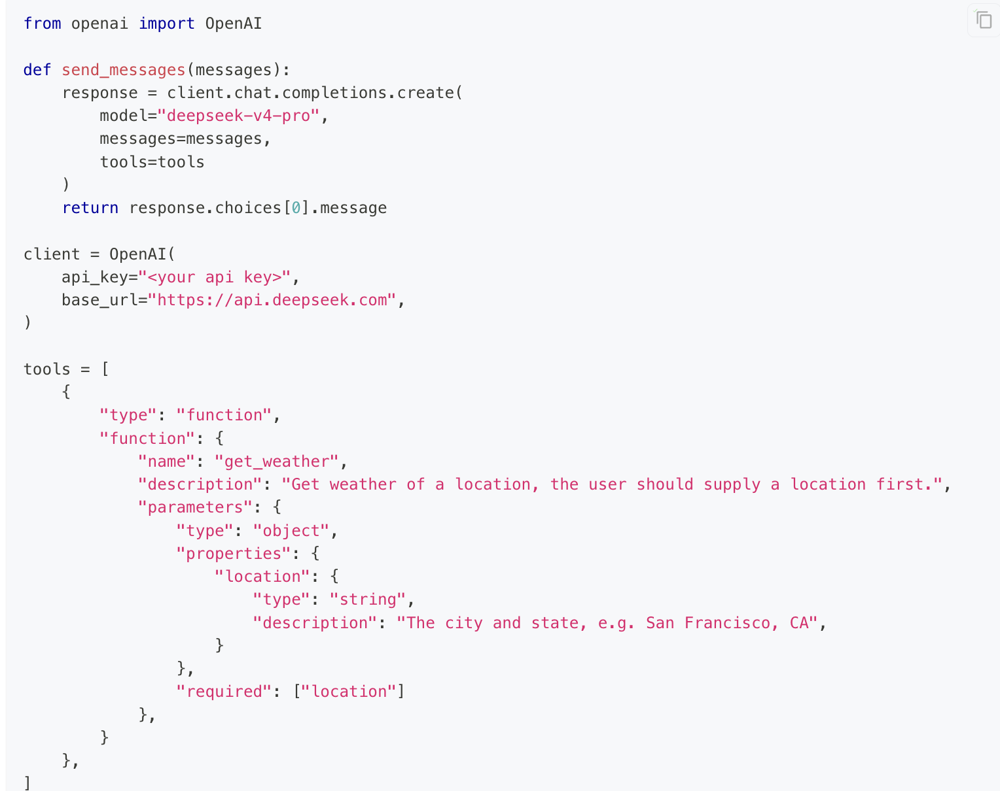 from openai import OpenAI

def send_messages(messages):
    response = client.chat.completions.create(
        model="deepseek-v4-pro",
        messages=messages,
        tools=tools
    )
    return response.choices[0].message

client = OpenAI(
    api_key="<your api key>",
    base_url="https://api.deepseek.com",
)

tools = [
    {
        "type": "function",
        "function": {
            "name": "get_weather",
            "description": "Get weather of a location, the user should supply a location first.",
            "parameters": {
                "type": "object",
                "properties": {
                    "location": {
                        "type": "string",
                        "description": "The city and state, e.g. San Francisco, CA",
                    }
                },
                "required": ["location"]
            },
        }
    },
]